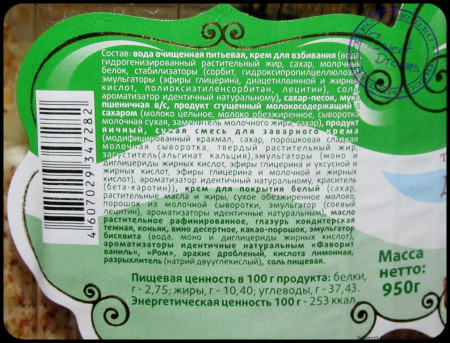 Состав: вода очищенная питьевая, крем для взбивания (вода,
гидрогенизированный растительный жир, сахар, молочный
белок, стабилизаторы (сорбит, гидроксипропилцеллюлоза),
эмульгаторы (эфиры глицерина, диацетилвинной и жирных
кислот, полиоксиэтиленсорбитан, лецитин), соль,
ароматизатор идентичный натуральному), сахар-песок, мука
пшеничная в/с, продукт сгущенный молокосодержащий с
сахаром (молоко цельное, молоко обезжиренное, сыворотка
молочная сухая, заменитель молочного жира, сахар), продукт
яичный, сухая смесь для заварного крема
(модифицированный крахмал, сахар, порошковая сладкая
молочная сыворотка, твердый растительный жир
загуститель(альгинат кальция),эмульгаторы (моно и
диглицериды жирных кислот, эфиры глицерина и уксусной и
жирных кислот, эфиры глицерина и молочной и жирных
кислот), ароматизатор идентичный натуральному, краситель
(бета-каротин)), крем для покрытия белый (сахар,
растительные масла и жиры, сухое обезжиренное молоко,
порошок из молочной сыворотки, эмульгатор (соевый
лецитин), ароматизаторы идентичные натуральным), масло
растительное рафинированное, глазурь кондитерская
темная, коньяк, вино десертное, какао-порошок, эмульгатор
бисквита (вода, моно и диглицериды жирных кислот),
ароматизаторы идентичные натуральным «Фаворит
ваниль», «Ром», арахис дробленый, кислота лимонная,
разрыхлитель (натрий двууглекислый), соль пищевая.
Пищевая ценность в 100 г продукта: белки,
г - 2,75; жиры, г - 10,40; углеводы, г - 37,43.
Энергетическая ценность 100 г - 253 ккал
4 607029 347282
Масса
нетто:
950г